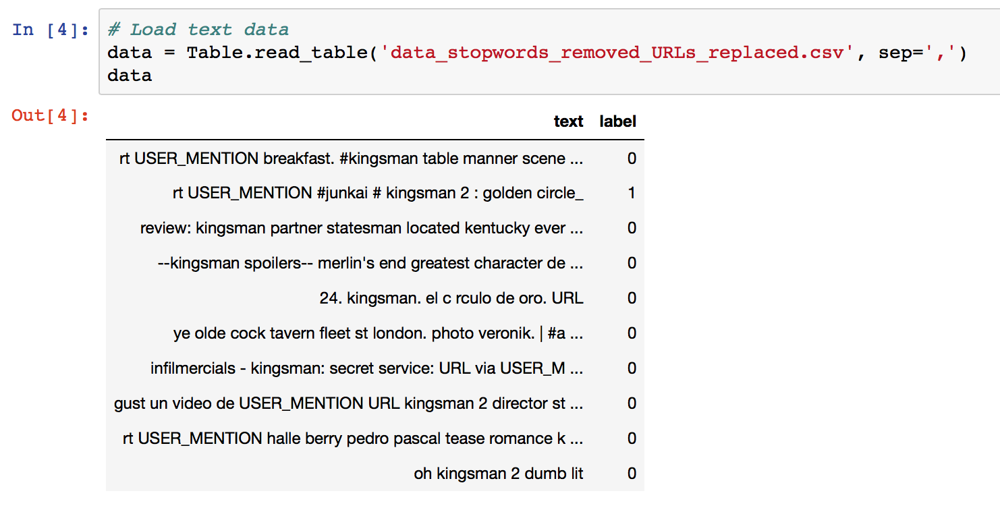 In [4]: # Load text data
data = Table.read_table('data_stopwords_removed_URLs_replaced.csv', sep=',')
data
Out[4]:
text label
rt USER_MENTION breakfast. #kingsman table manner scene ... 0
rt USER_MENTION #junkai # kingsman 2 : golden circle_ 1
review: kingsman partner statesman located kentucky ever ... 0
--kingsman spoilers-- merlin's end greatest character de ... 0
24. kingsman. el c rculo de oro. URL 0
ye olde cock tavern fleet st london. photo veronik. | #a ... 0
infilmercials - kingsman: secret service: URL via USER_M ... 0
gust un video de USER_MENTION URL kingsman 2 director st ... 0
rt USER_MENTION halle berry pedro pascal tease romance k ... 0
oh kingsman 2 dumb lit 0